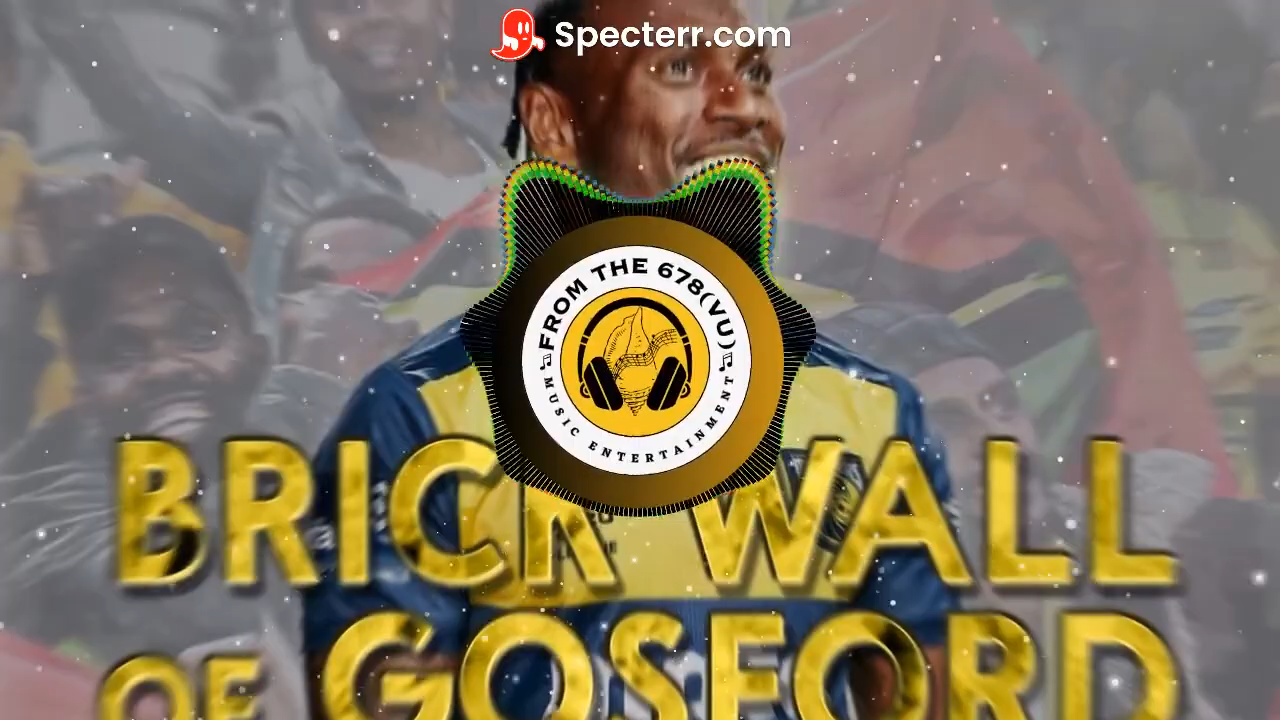 Specterr.com
FROM THE 678(VU)
MUSIC ENTERTAINMENT
BRICK WALL
OF GOSFORD